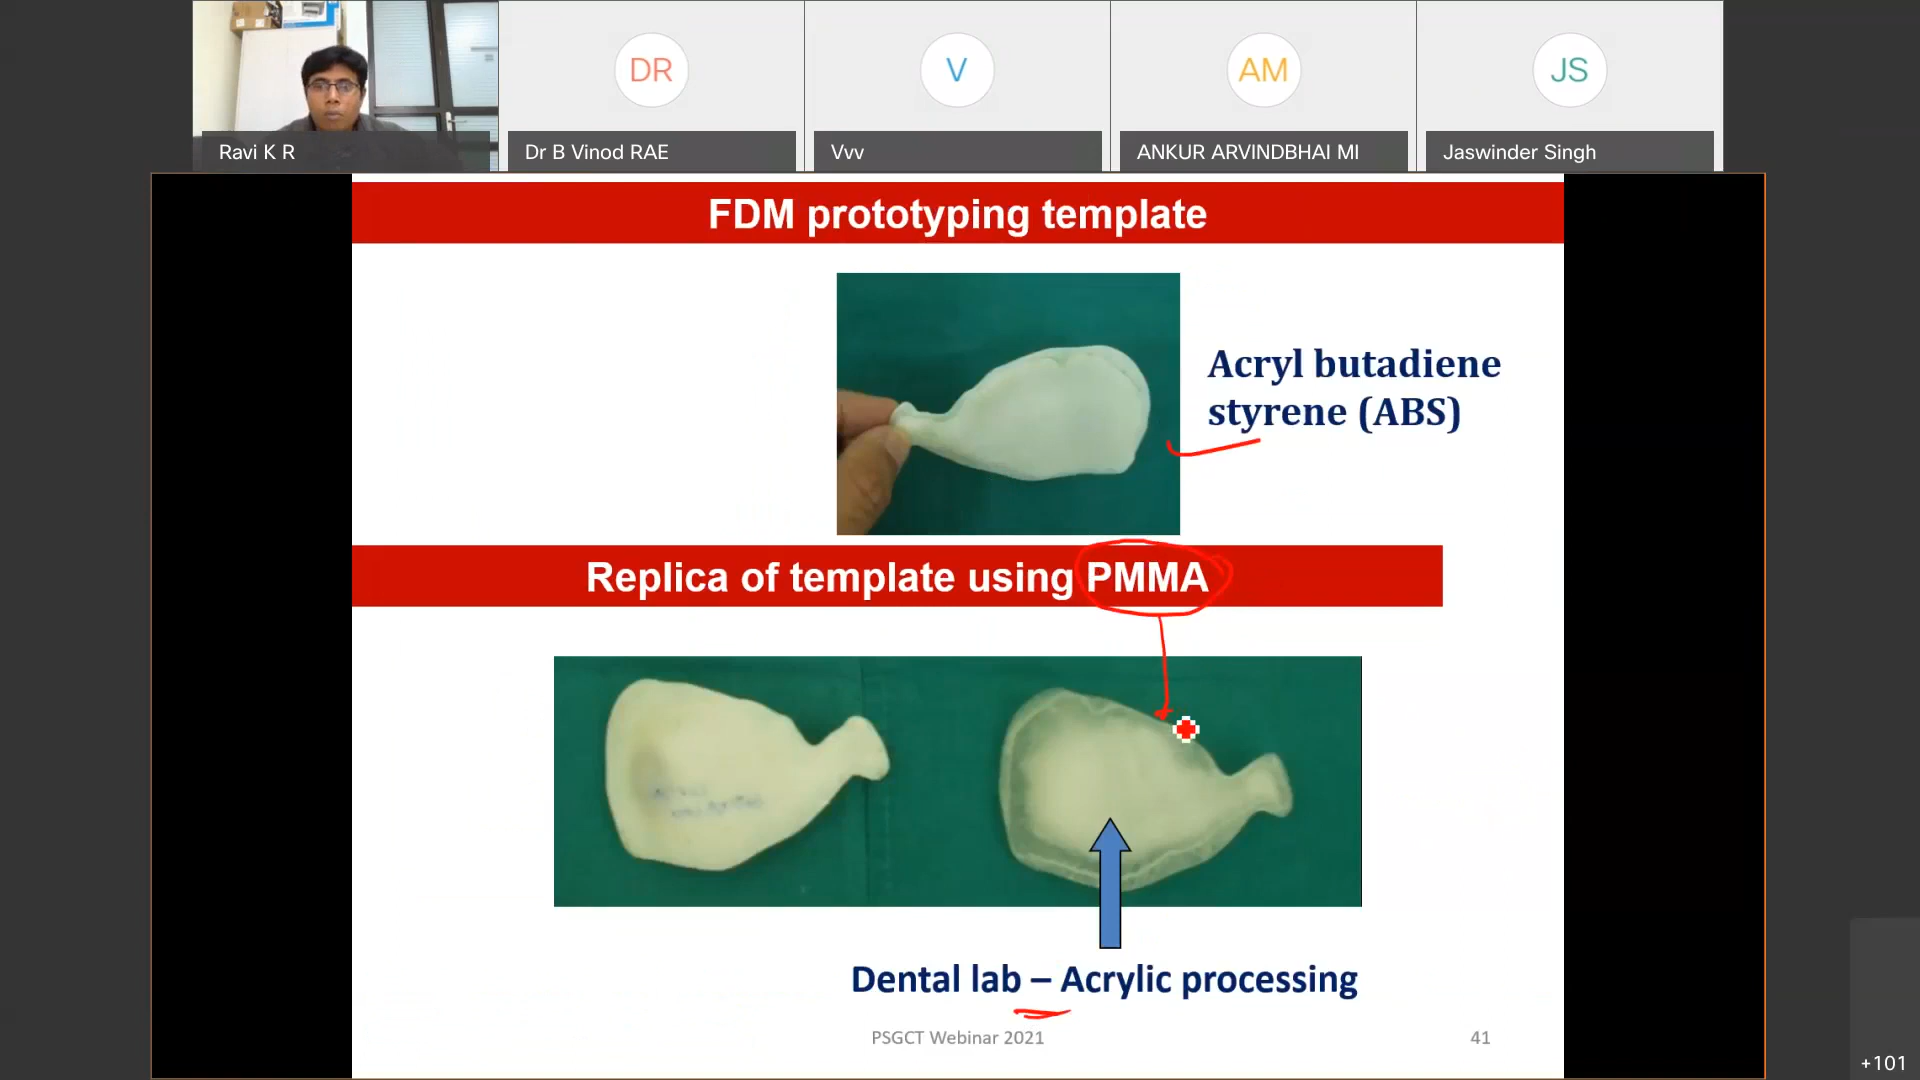 DR
V
AM
JS
Ravi K R
Dr B Vinod RAE
Vvv
ANKUR ARVINDBHAI MI
Jaswinder Singh
FDM prototyping template
Acryl butadiene
styrene (ABS)
Replica of template using PMMA
Dental lab – Acrylic processing
PSGCT Webinar 2021
41
+101